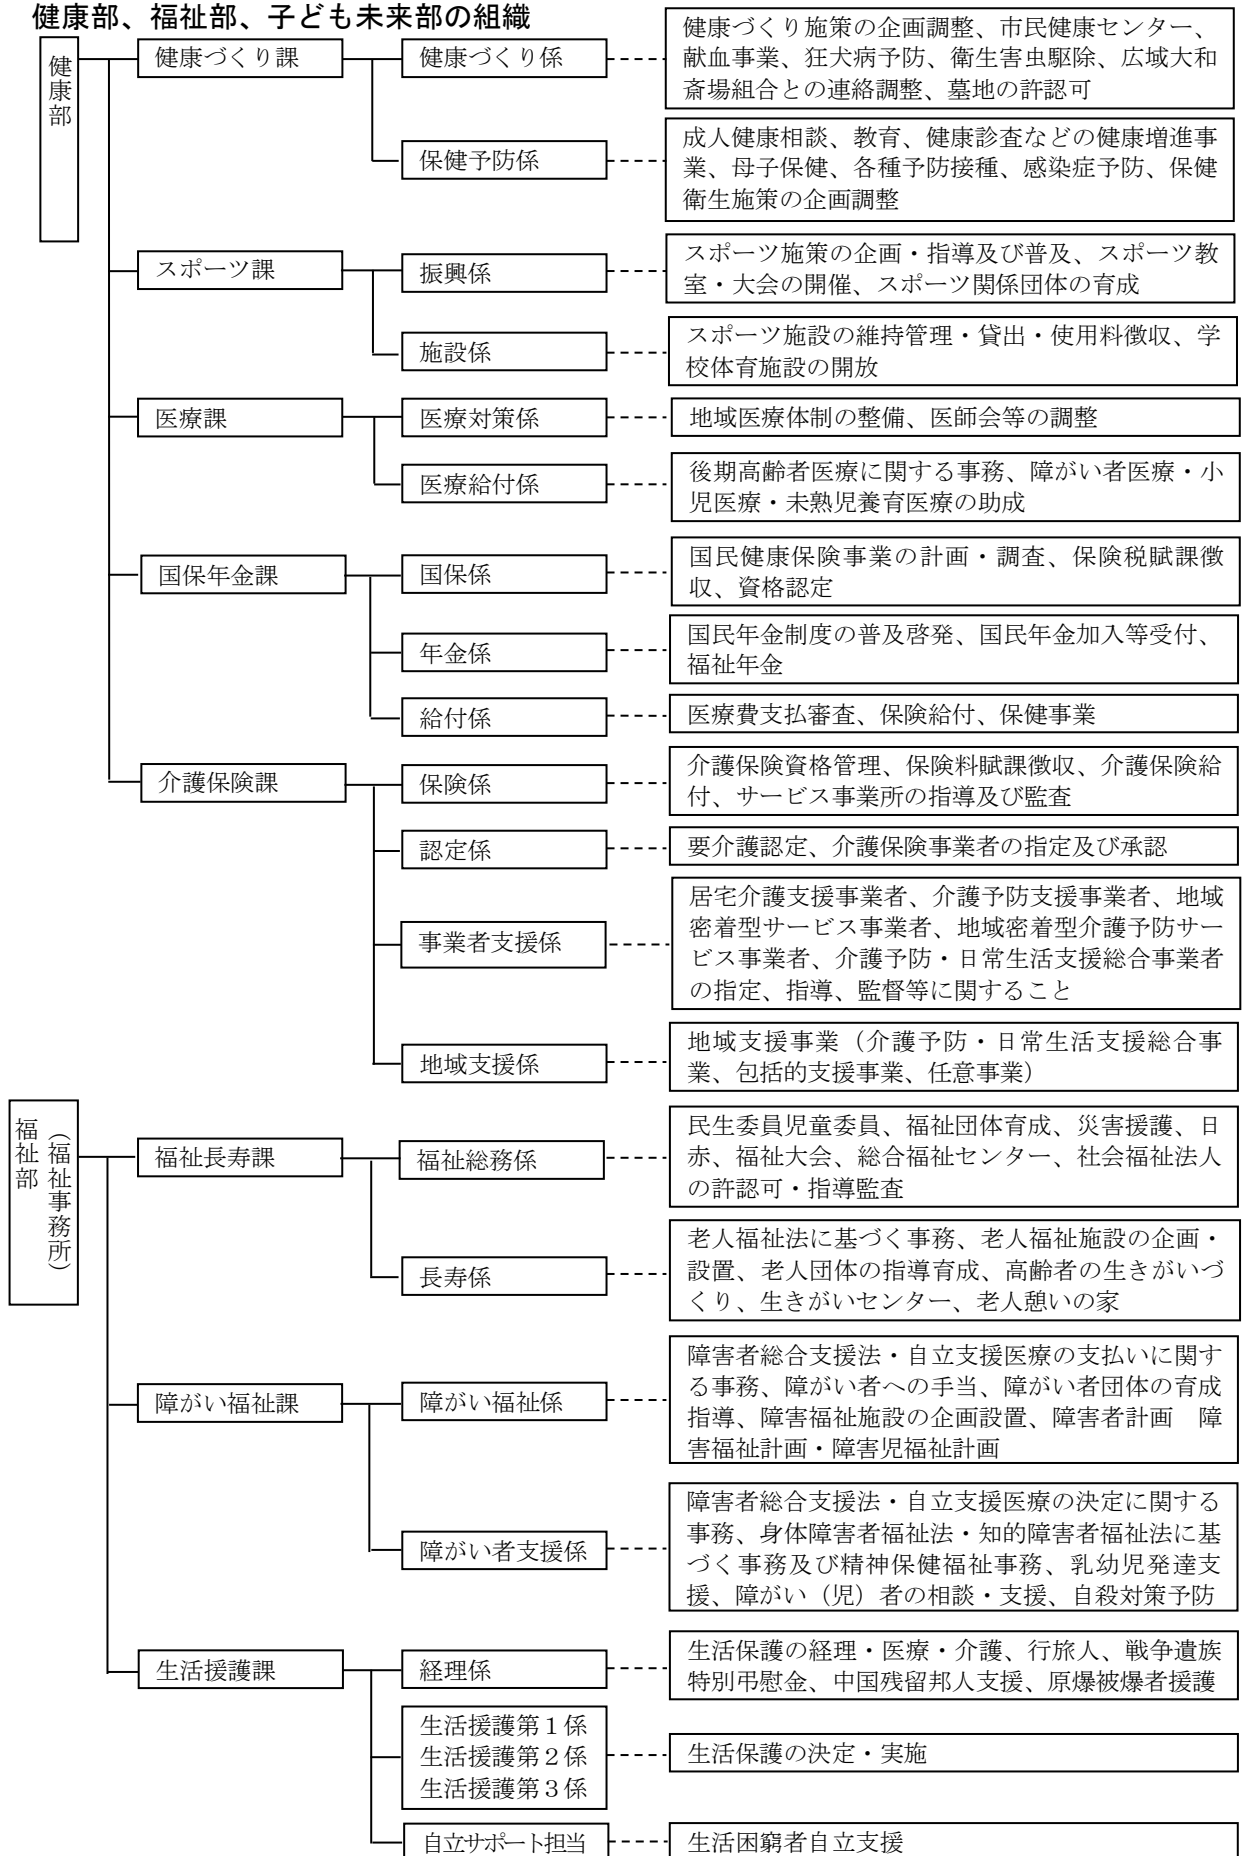 健康部、福祉部、子ども未来部の組織
健康部
健康づくり課
健康づくり係
健康づくり施策の企画調整、市民健康センター、
献血事業、狂犬病予防、衛生害虫駆除、広域大和
斎場組合との連絡調整、墓地の許認可
保健予防係
成人健康相談、教育、健康診査などの健康増進事
業、母子保健、各種予防接種、感染症予防、保健
衛生施策の企画調整
スポーツ課
振興係
スポーツ施策の企画・指導及び普及、スポーツ教
室・大会の開催、スポーツ関係団体の育成
施設係
スポーツ施設の維持管理・貸出・使用料徴収、学
校体育施設の開放
医療課
医療対策係
地域医療体制の整備、医師会等の調整
医療給付係
後期高齢者医療に関する事務、障がい者医療・小
児医療・未熟児養育医療の助成
国保年金課
国保係
国民健康保険事業の計画・調査、保険税賦課徴
収、資格認定
年金係
国民年金制度の普及啓発、国民年金加入等受付、
福祉年金
給付係
医療費支払審査、保険給付、保健事業
介護保険課
保険係
介護保険資格管理、保険料賦課徴収、介護保険給
付、サービス事業所の指導及び監査
認定係
要介護認定、介護保険事業者の指定及び承認
事業者支援係
居宅介護支援事業者、介護予防支援事業者、地域
密着型サービス事業者、地域密着型介護予防サー
ビス事業者、介護予防・日常生活支援総合事業者
の指定、指導、監督等に関すること
地域支援係
地域支援事業（介護予防・日常生活支援総合事
業、包括的支援事業、任意事業）
福祉部
（福祉事務所）
福祉長寿課
福祉総務係
民生委員児童委員、福祉団体育成、災害援護、日
赤、福祉大会、総合福祉センター、社会福祉法人
の許認可・指導監査
長寿係
老人福祉法に基づく事務、老人福祉施設の企画・
設置、老人団体の指導育成、高齢者の生きがいづ
くり、生きがいセンター、老人憩いの家
障がい福祉課
障がい福祉係
障害者総合支援法・自立支援医療の支払いに関す
る事務、障がい者への手当、障がい者団体の育成
指導、障害福祉施設の企画設置、障害者計画　障
害福祉計画・障害児福祉計画
障がい者支援係
障害者総合支援法・自立支援医療の決定に関する
事務、身体障害者福祉法・知的障害者福祉法に基
づく事務及び精神保健福祉事務、乳幼児発達支
援、障がい（児）者の相談・支援、自殺対策予防
生活援護課
経理係
生活保護の経理・医療・介護、行旅人、戦争遺族
特別弔慰金、中国残留邦人支援、原爆被爆者援護
生活援護第１係
生活援護第２係
生活援護第３係
生活保護の決定・実施
自立サポート担当
生活困窮者自立支援